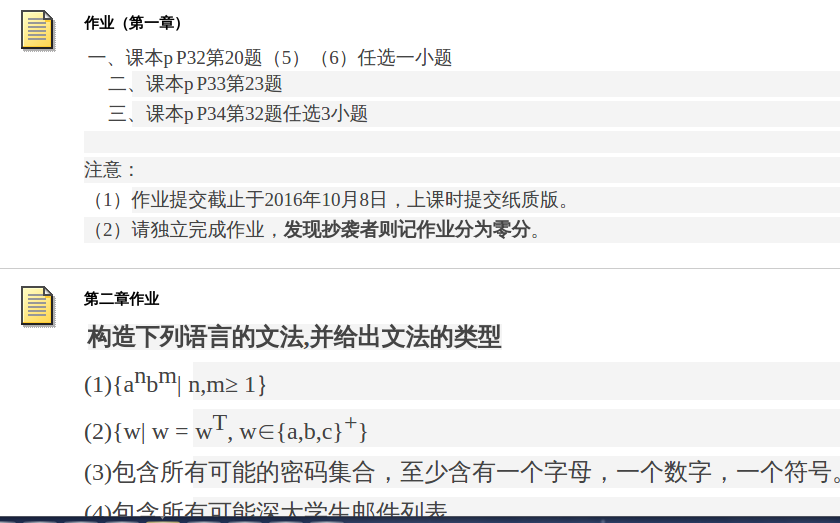 作业（第一章）
一、课本p P32第20题（5）（6）任选一小题
二、课本p P33第23题
三、课本p P34第32题任选3小题
注意：
（1）作业提交截止于2016年10月8日，上课时提交纸质版。
（2）请独立完成作业，发现抄袭者则记作业分为零分。
第二章作业
构造下列语言的文法,并给出文法的类型
(1){aⁿbᵐ| n,m≥ 1}
(2){w| w = wᵀ, w∈{a,b,c}⁺}
(3)包含所有可能的密码集合，至少含有一个字母，一个数字，一个符号。
(4)包含所有可能深大学生邮件列表